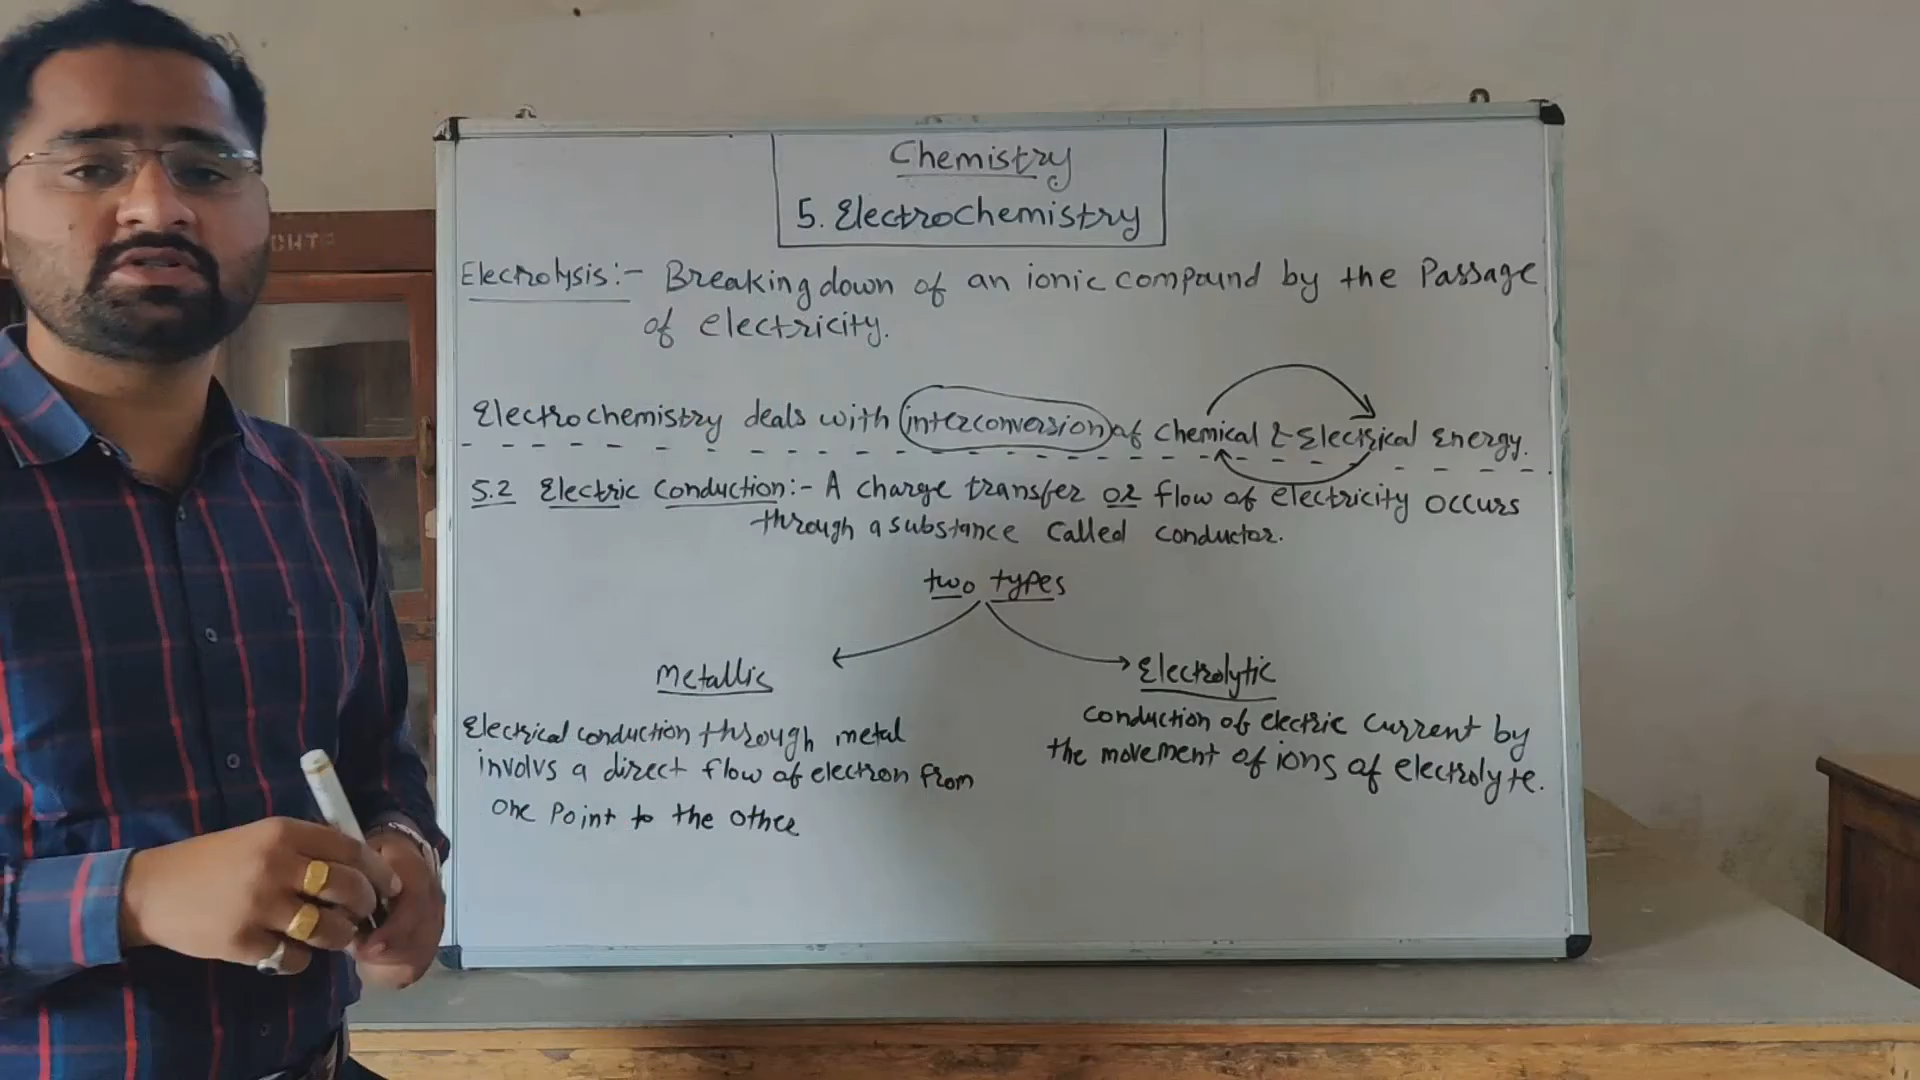 Chemistry
5. Electrochemistry
Electrolysis:- Breaking down of an ionic compound by the Passage
of electricity.
Electrochemistry deals with interconversion of chemical & Electrical Energy.
5.2 Electric Conduction:- A charge transfer or flow of electricity occurs
through a substance called conductor.
two types
Metallic
Electrolytic
Electrical conduction through metal
involvs a direct flow of electron from
one Point to the other
conduction of electric current by
the movement of ions of electrolyte.